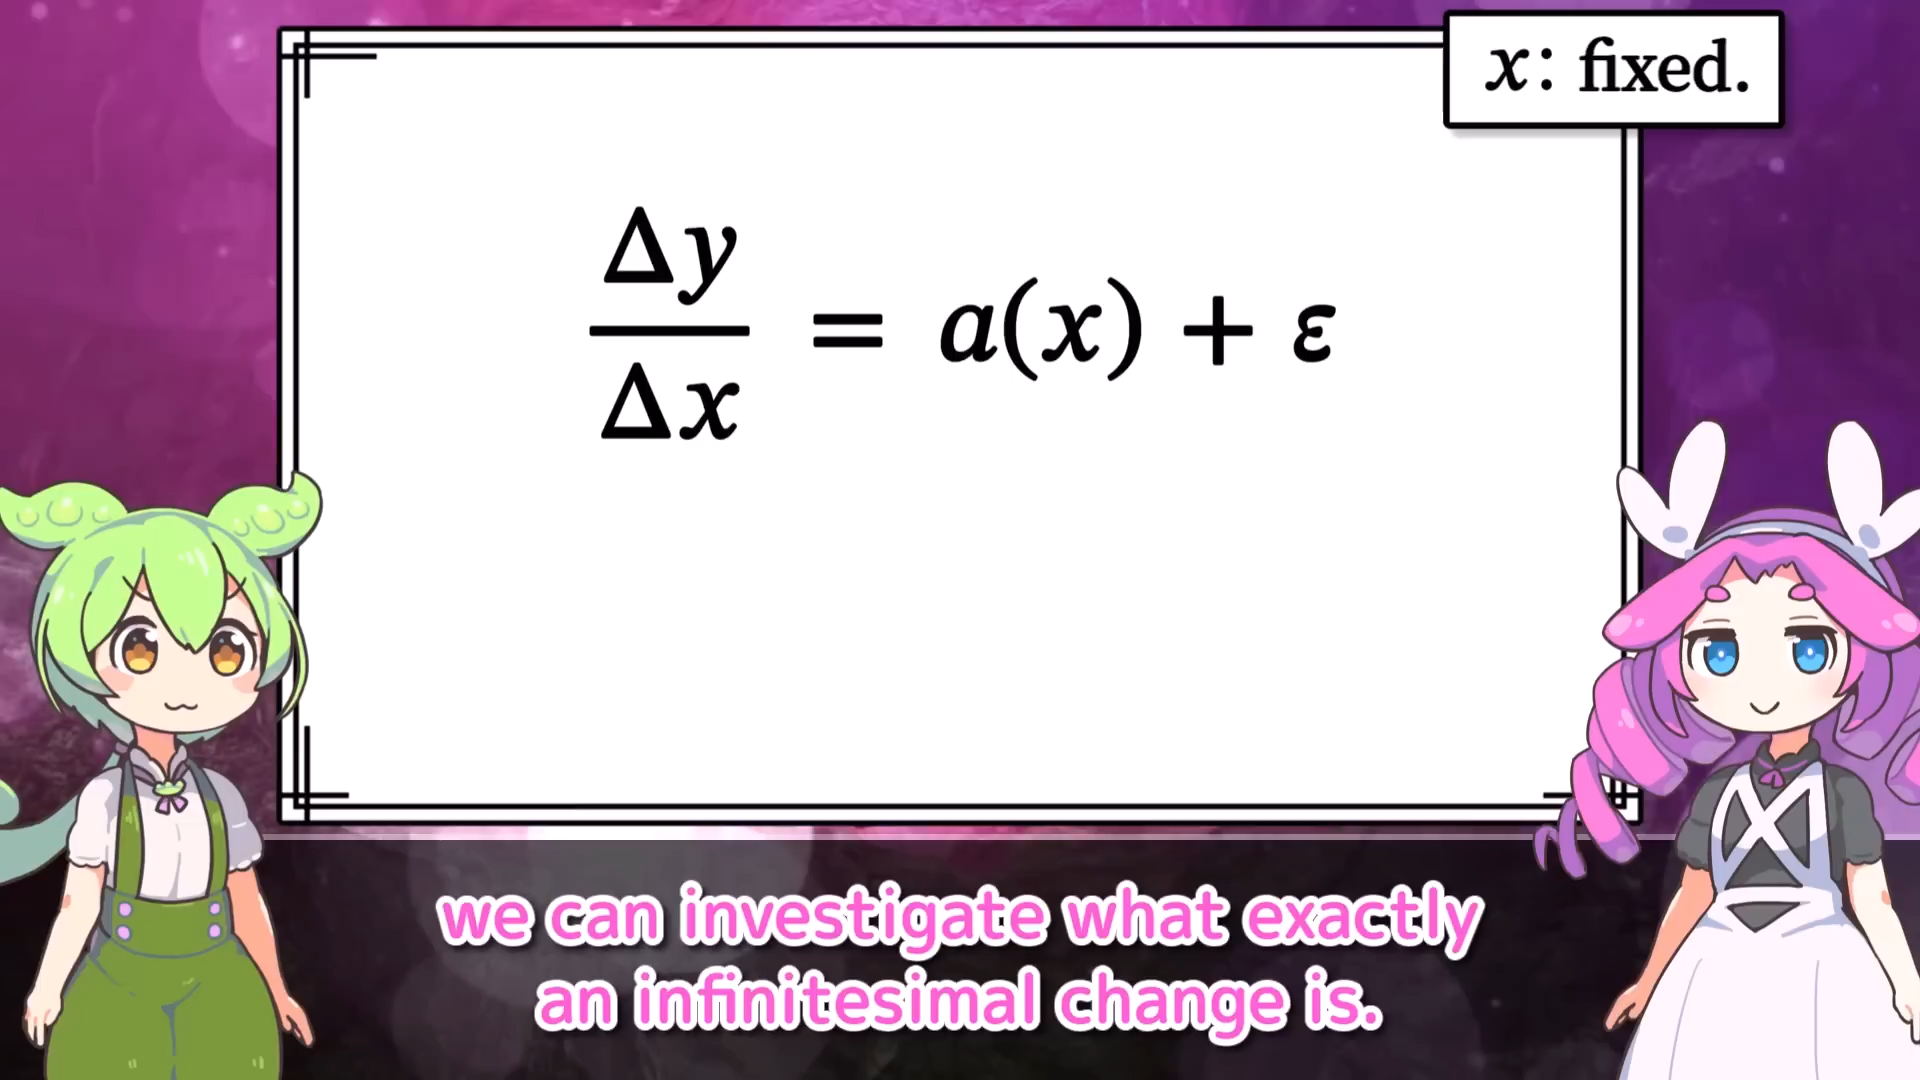 x: fixed.
Δy/Δx = a(x) + ε
we can investigate what exactly
an infinitesimal change is.